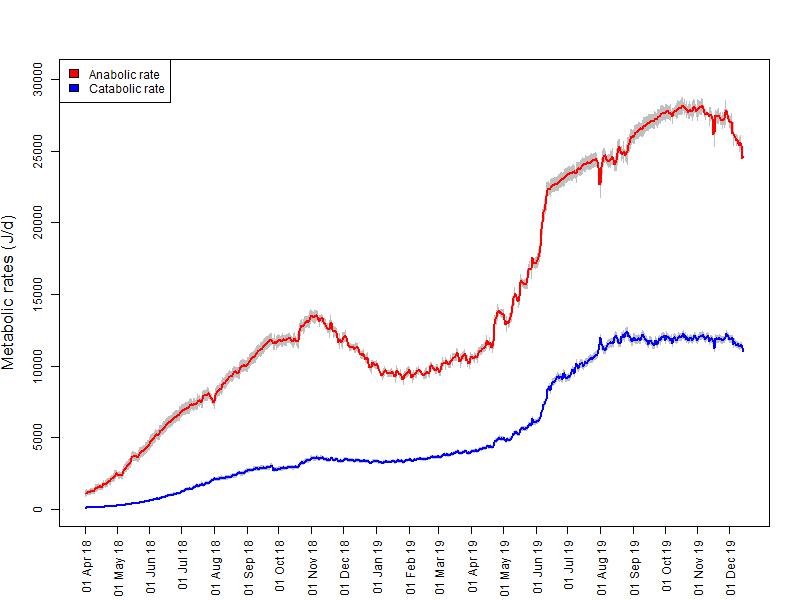 Anabolic rate
Catabolic rate
Metabolic rates (J/d)
30000
25000
20000
15000
10000
5000
0
01 Apr 18
01 May 18
01 Jun 18
01 Jul 18
01 Aug 18
01 Sep 18
01 Oct 18
01 Nov 18
01 Dec 18
01 Jan 19
01 Feb 19
01 Mar 19
01 Apr 19
01 May 19
01 Jun 19
01 Jul 19
01 Aug 19
01 Sep 19
01 Oct 19
01 Nov 19
01 Dec 19